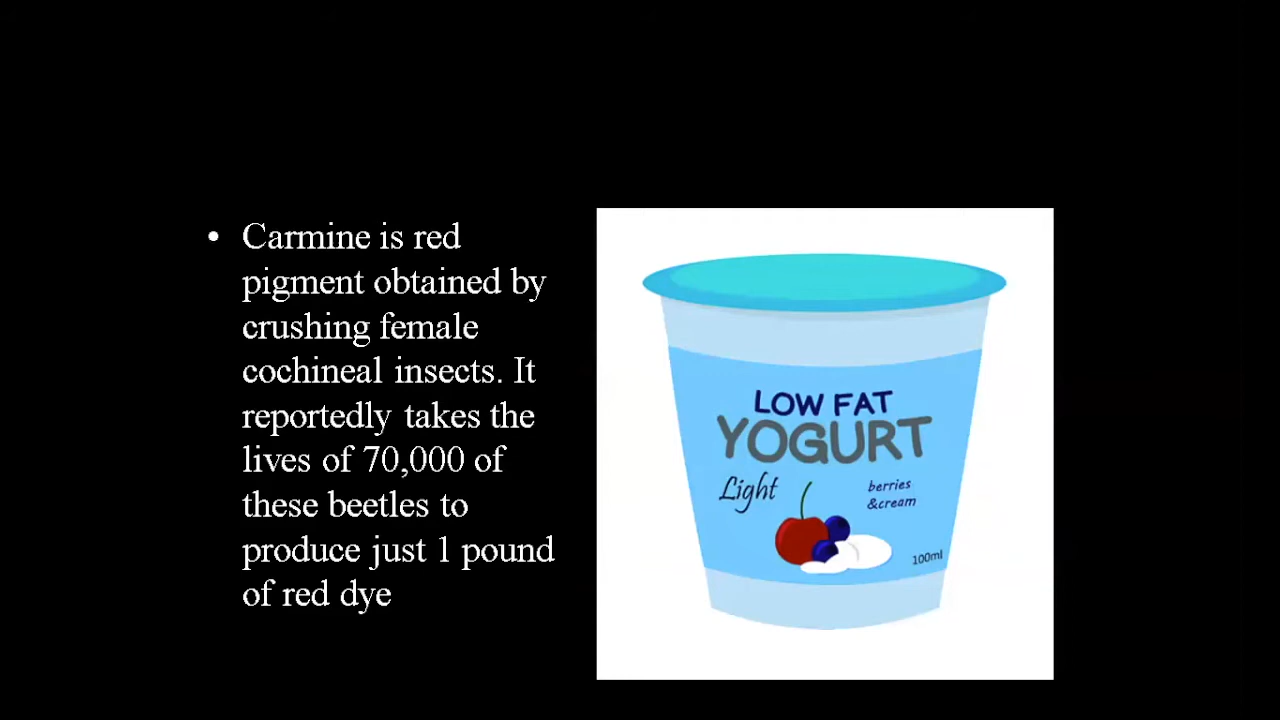 • Carmine is red
pigment obtained by
crushing female
cochineal insects. It
reportedly takes the
lives of 70,000 of
these beetles to
produce just 1 pound
of red dye
LOW FAT
YOGURT
Light
berries
&cream
100ml